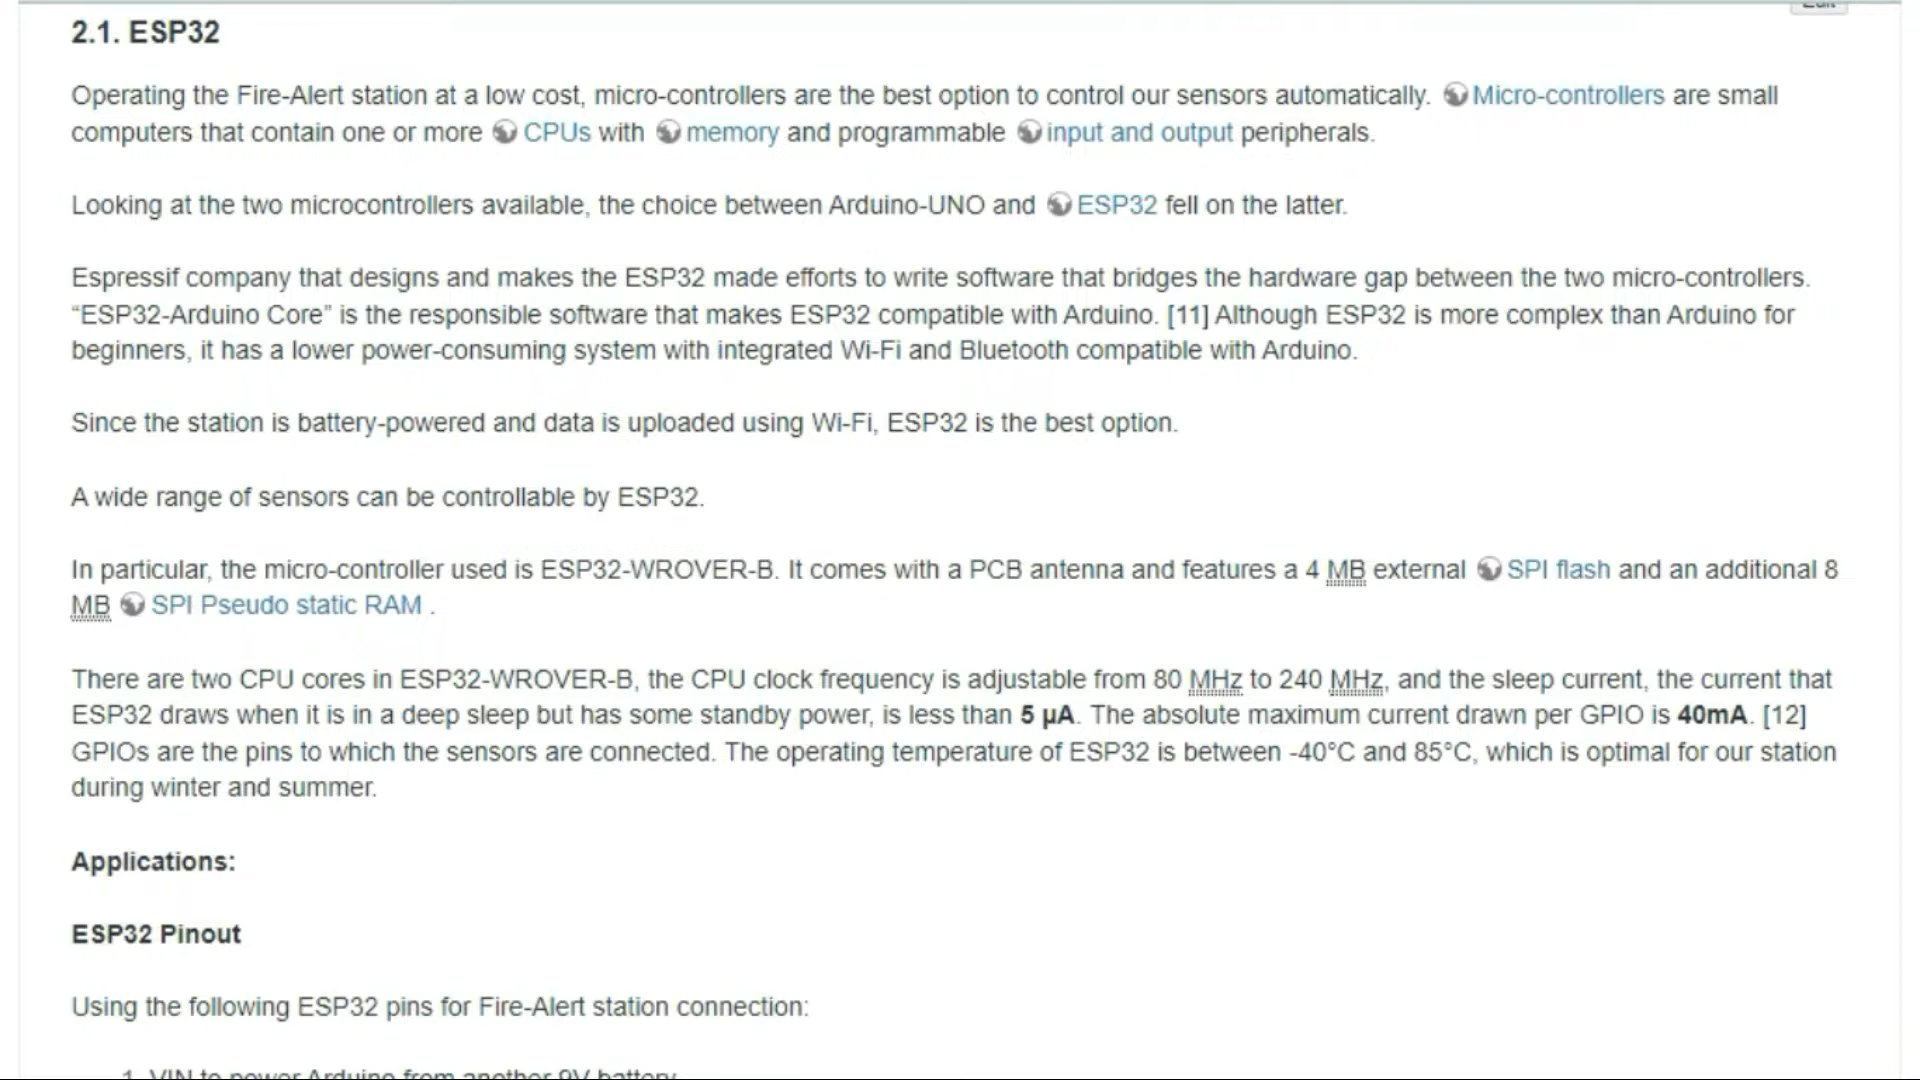 2.1. ESP32
Operating the Fire-Alert station at a low cost, micro-controllers are the best option to control our sensors automatically. Micro-controllers are small
computers that contain one or more CPUs with memory and programmable input and output peripherals.
Looking at the two microcontrollers available, the choice between Arduino-UNO and ESP32 fell on the latter.
Espressif company that designs and makes the ESP32 made efforts to write software that bridges the hardware gap between the two micro-controllers.
“ESP32-Arduino Core” is the responsible software that makes ESP32 compatible with Arduino. [11] Although ESP32 is more complex than Arduino for
beginners, it has a lower power-consuming system with integrated Wi-Fi and Bluetooth compatible with Arduino.
Since the station is battery-powered and data is uploaded using Wi-Fi, ESP32 is the best option.
A wide range of sensors can be controllable by ESP32.
In particular, the micro-controller used is ESP32-WROVER-B. It comes with a PCB antenna and features a 4 MB external SPI flash and an additional 8
MB SPI Pseudo static RAM .
There are two CPU cores in ESP32-WROVER-B, the CPU clock frequency is adjustable from 80 MHz to 240 MHz, and the sleep current, the current that
ESP32 draws when it is in a deep sleep but has some standby power, is less than 5 µA. The absolute maximum current drawn per GPIO is 40mA. [12]
GPIOs are the pins to which the sensors are connected. The operating temperature of ESP32 is between -40°C and 85°C, which is optimal for our station
during winter and summer.
Applications:
ESP32 Pinout
Using the following ESP32 pins for Fire-Alert station connection:
1. VIN to power Arduino from another 9V battery